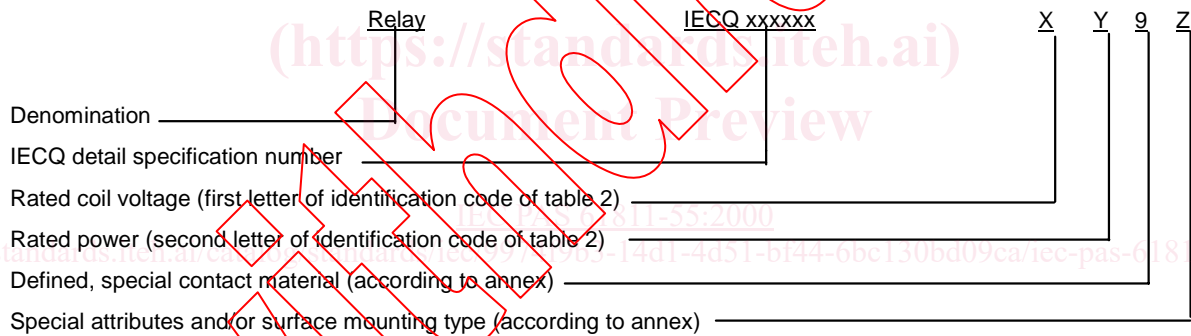 Relay IECQ xxxxxx X Y 9 Z
(https://standards.iteh.ai)
Denomination
Document Preview
IECQ detail specification number
Rated coil voltage (first letter of identification code of table 2)
IEC PAS 61811-55:2000
Rated power (second letter of identification code of table 2)
Defined, special contact material (according to annex)
Special attributes and/or surface mounting type (according to annex)